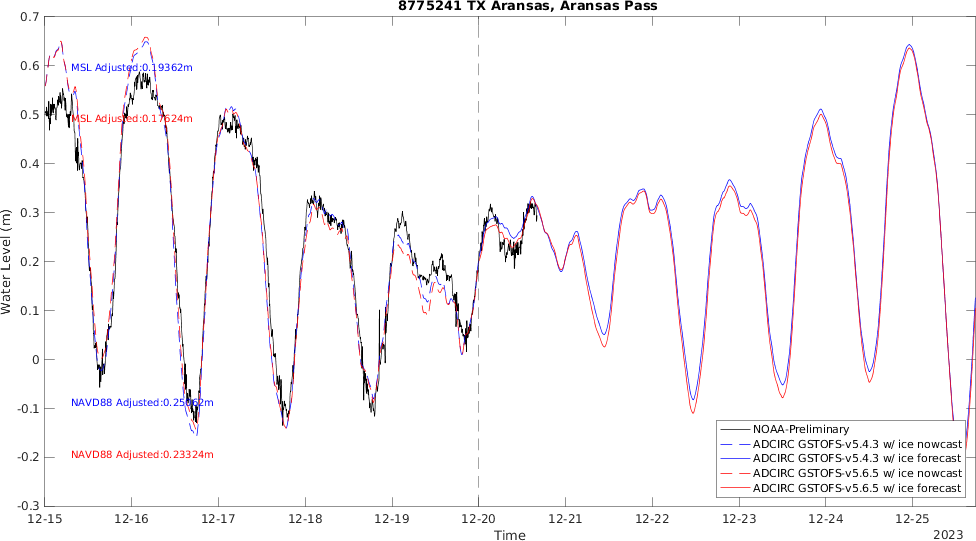 8775241 TX Aransas, Aransas Pass
0.7
0.6
0.5
0.4
0.3
0.2
0.1
0
-0.1
-0.2
-0.3
Water Level (m)
MSL Adjusted:0.19362m
MSL Adjusted:0.17624m
NAVD88 Adjusted:0.25062m
NAVD88 Adjusted:0.23324m
NOAA-Preliminary
ADCIRC GSTOFS-v5.4.3 w/ ice nowcast
ADCIRC GSTOFS-v5.4.3 w/ ice forecast
ADCIRC GSTOFS-v5.6.5 w/ ice nowcast
ADCIRC GSTOFS-v5.6.5 w/ ice forecast
12-15 12-16 12-17 12-18 12-19 12-20 12-21 12-22 12-23 12-24 12-25
Time
2023